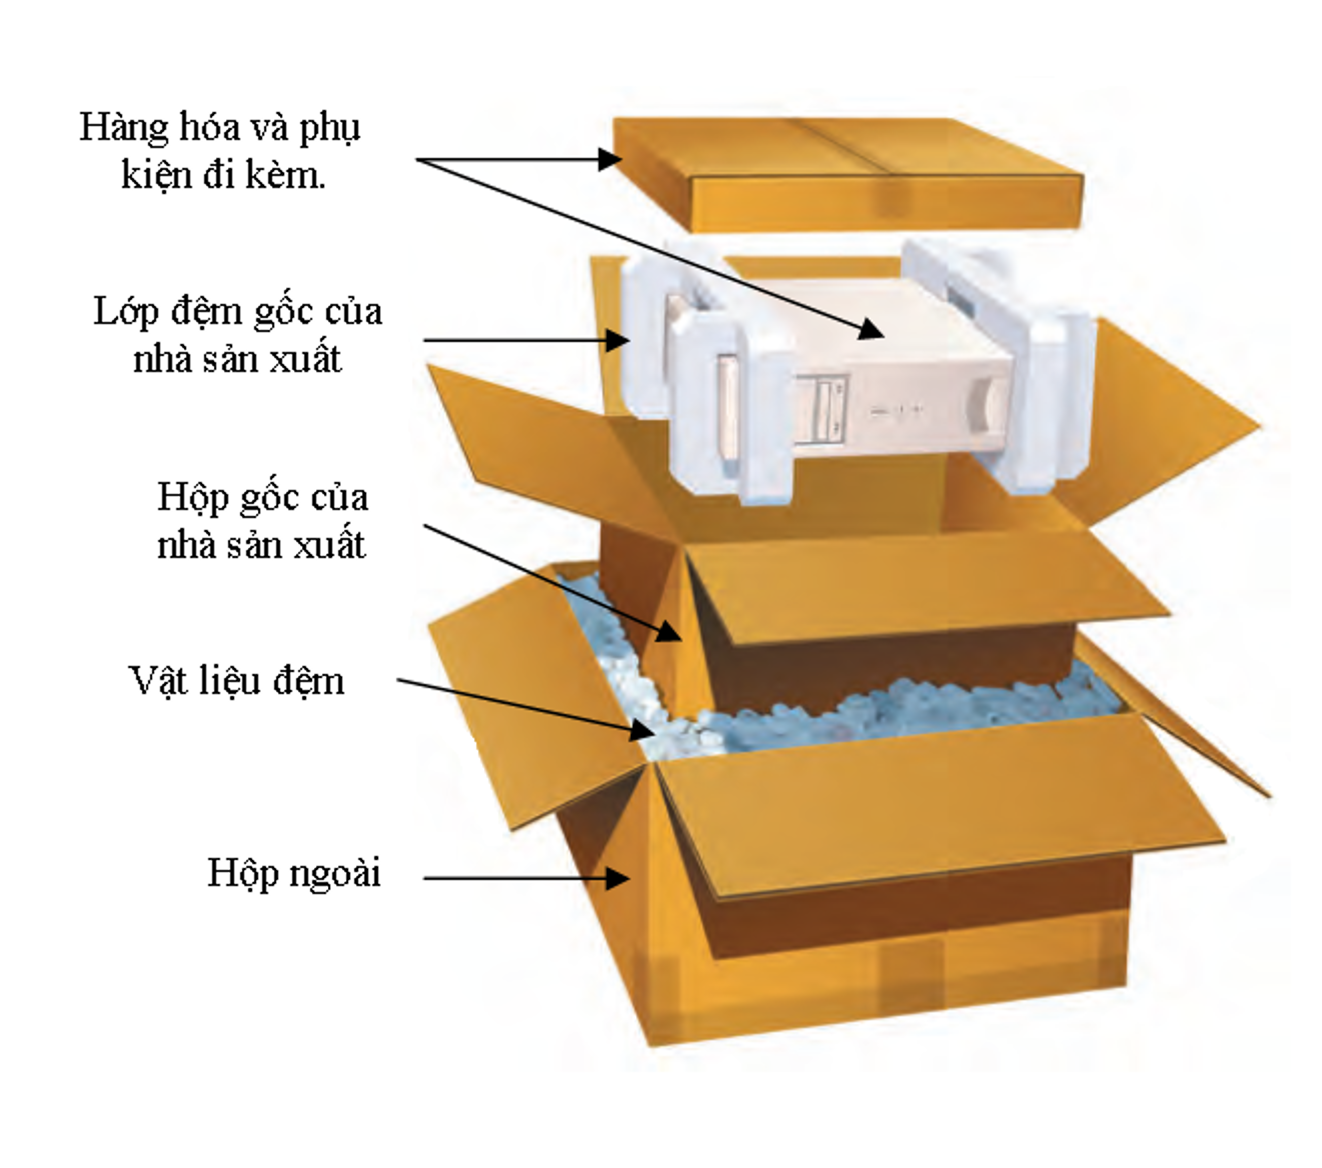 Hàng hóa và phụ
kiện đi kèm.
Lớp đệm gốc của
nhà sản xuất
Hộp gốc của
nhà sản xuất
Vật liệu đệm
Hộp ngoài